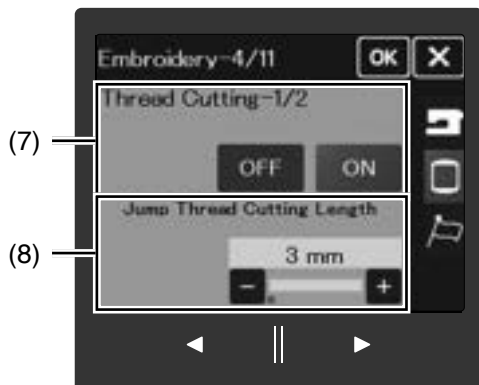 Embroidery-4/11 OK X
Thread Cutting-1/2
(7)
OFF ON
Jump Thread Cutting Length
(8)
3 mm
- +